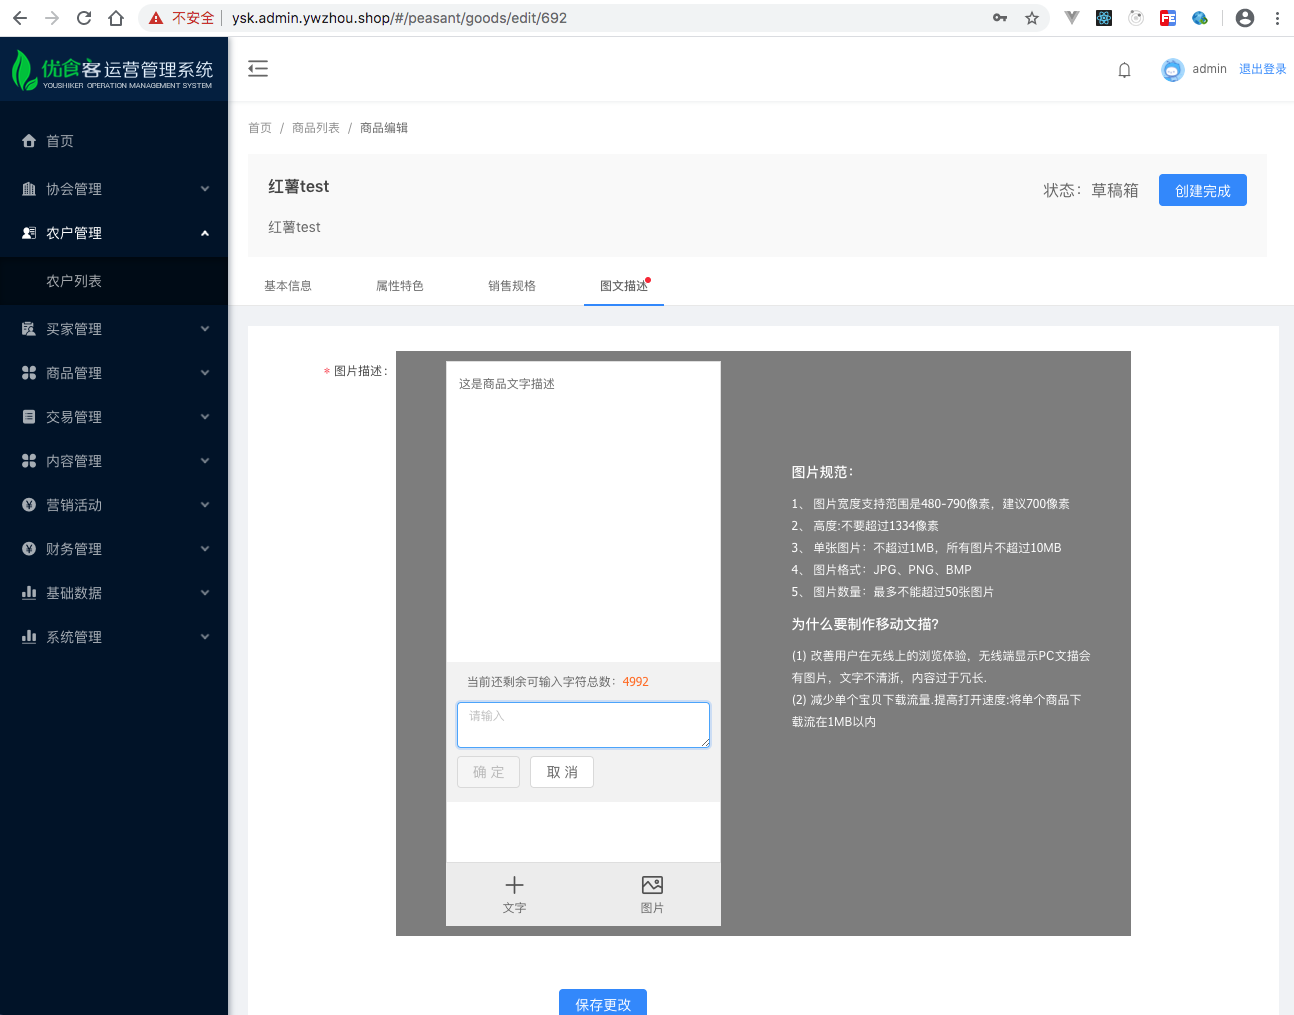 不安全
ysk.admin.ywzhou.shop/#/peasant/goods/edit/692
优食客运营管理系统
YOUSHIKER OPERATION MANAGEMENT SYSTEM
admin
退出登录
首页
协会管理
农户管理
农户列表
买家管理
商品管理
交易管理
内容管理
营销活动
财务管理
基础数据
系统管理
首页 / 商品列表 / 商品编辑
红薯test
状态：草稿箱
创建完成
红薯test
基本信息
属性特色
销售规格
图文描述
* 图片描述：
这是商品文字描述
当前还剩余可输入字符总数：4992
请输入
确 定
取 消
文字
图片
图片规范：
1、 图片宽度支持范围是480-790像素，建议700像素
2、 高度:不要超过1334像素
3、 单张图片：不超过1MB，所有图片不超过10MB
4、 图片格式：JPG、PNG、BMP
5、 图片数量：最多不能超过50张图片
为什么要制作移动文描?
(1) 改善用户在无线上的浏览体验，无线端显示PC文描会
有图片，文字不清浙，内容过于冗长.
(2) 减少单个宝贝下载流量.提高打开速度:将单个商品下
载流在1MB以内
保存更改